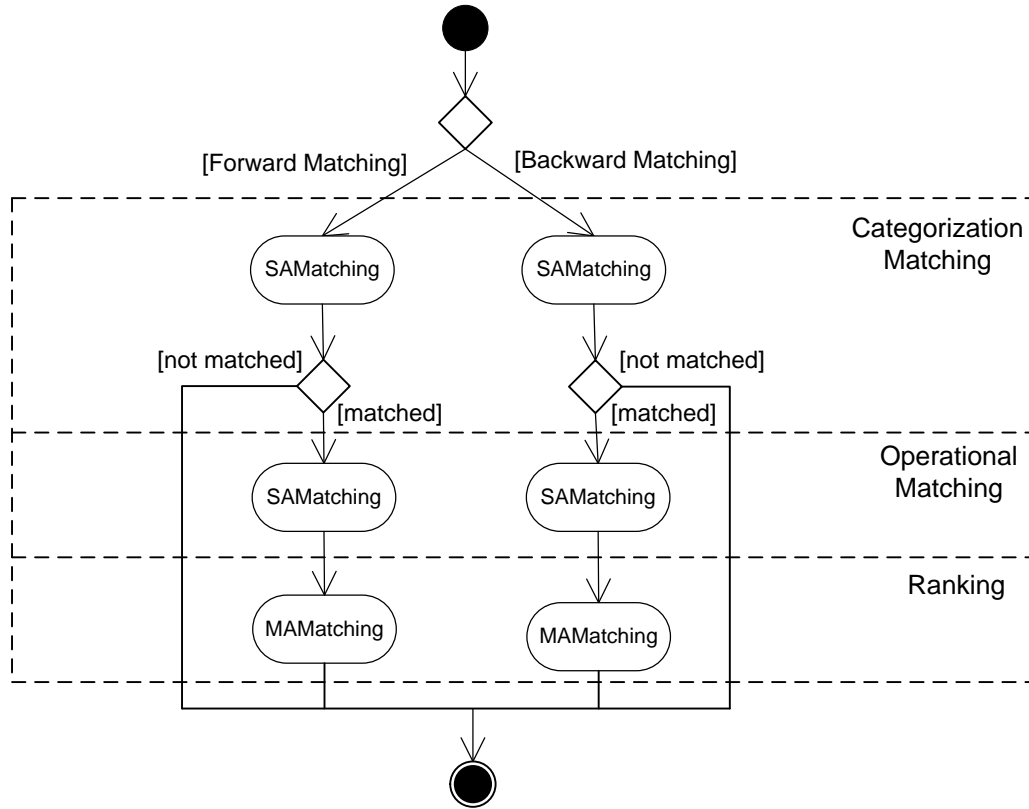 [Forward Matching]
[Backward Matching]
Categorization
Matching
SAMatching
SAMatching
[not matched]
[not matched]
[matched]
[matched]
Operational
Matching
SAMatching
SAMatching
Ranking
MAMatching
MAMatching